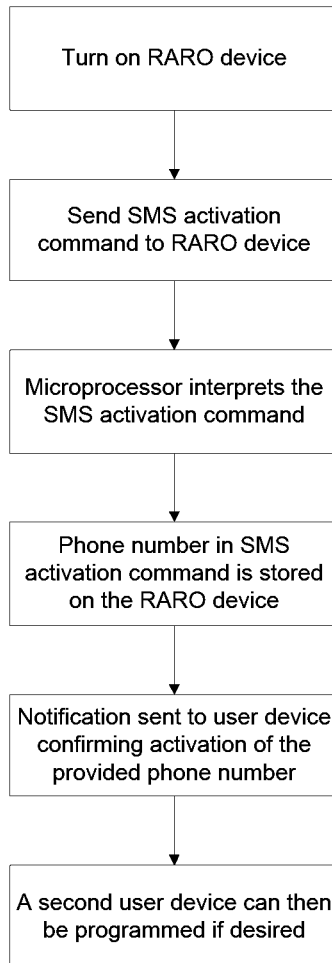 Turn on RARO device
Send SMS activation
command to RARO device
Microprocessor interprets the
SMS activation command
Phone number in SMS
activation command is stored
on the RARO device
Notification sent to user device
confirming activation of the
provided phone number
A second user device can then
be programmed if desired